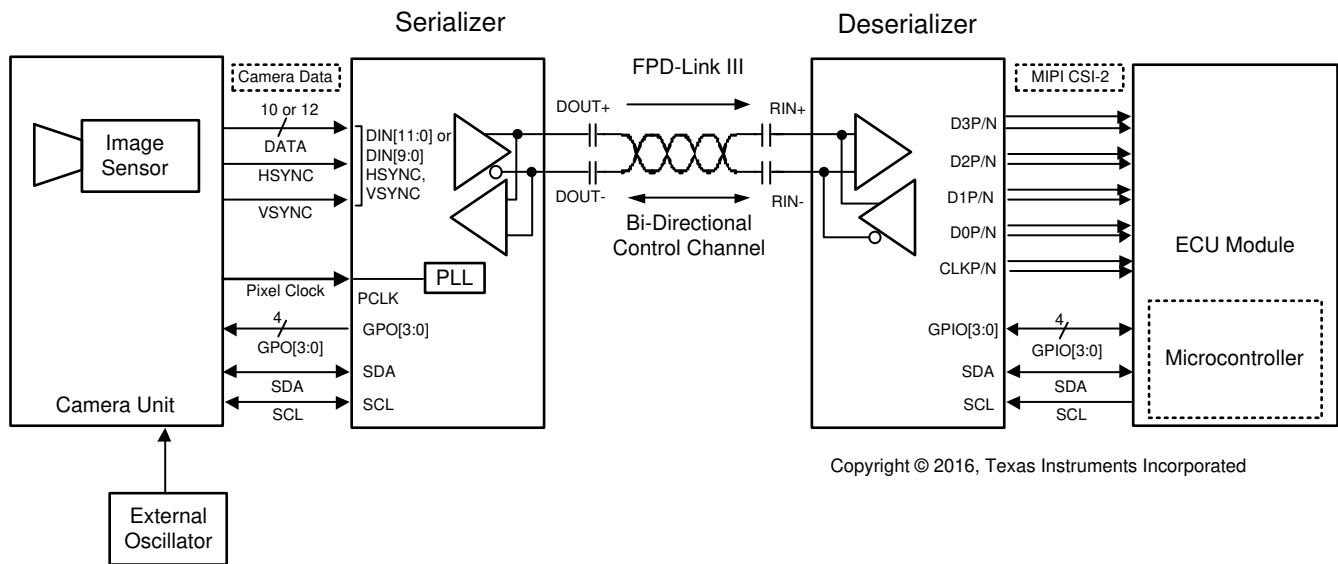 Serializer
Deserializer
Camera Data
FPD-Link III
MIPI CSI-2
10 or 12
DATA
HSYNC
VSYNC
Image
Sensor
DIN[11:0] or
DIN[9:0]
HSYNC,
VSYNC
DOUT+
DOUT-
RIN+
RIN-
Bi-Directional
Control Channel
D3P/N
D2P/N
D1P/N
D0P/N
CLKP/N
ECU Module
Pixel Clock
PCLK
PLL
4
GPO[3:0]
GPO[3:0]
SDA
SDA
SCL
SCL
Camera Unit
GPIO[3:0]
4
GPIO[3:0]
SDA
SDA
SCL
SCL
Microcontroller
Copyright © 2016, Texas Instruments Incorporated
External
Oscillator